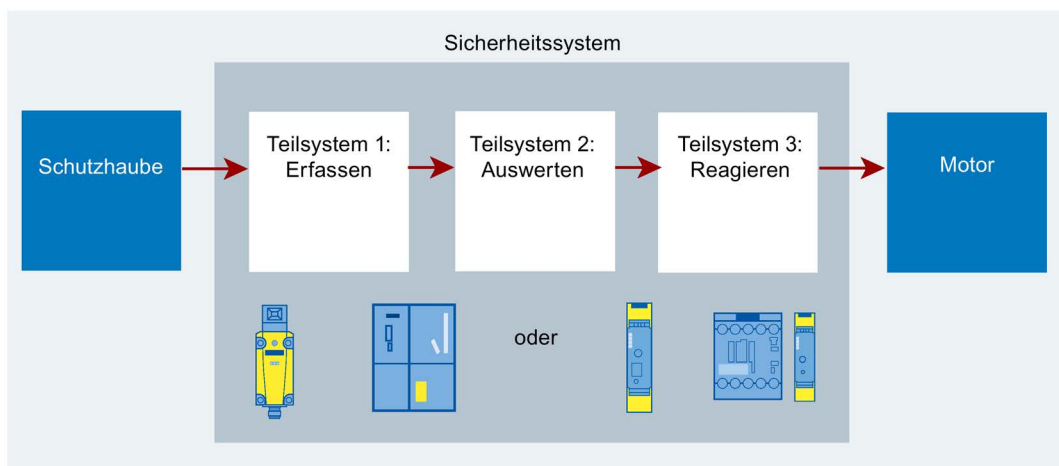 Sicherheitssystem
Schutzhaube
Teilsystem 1:
Erfassen
Teilsystem 2:
Auswerten
Teilsystem 3:
Reagieren
Motor
oder